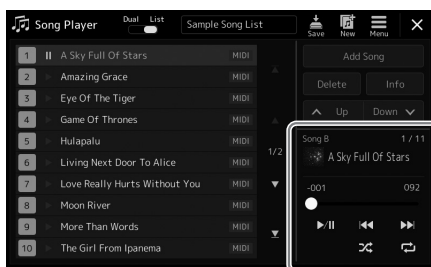 Song Player
Dual List
Sample Song List
Save
New
Menu
1 A Sky Full Of Stars MIDI
2 Amazing Grace MIDI
3 Eye Of The Tiger MIDI
4 Game Of Thrones MIDI
5 Hulapalu MIDI
6 Living Next Door To Alice MIDI
7 Love Really Hurts Without You MIDI
8 Moon River MIDI
9 More Than Words MIDI
10 The Girl From Ipanema MIDI
1/2
Add Song
Delete
Info
Up
Down
Song B 1 / 11
A Sky Full Of Stars
-001 092